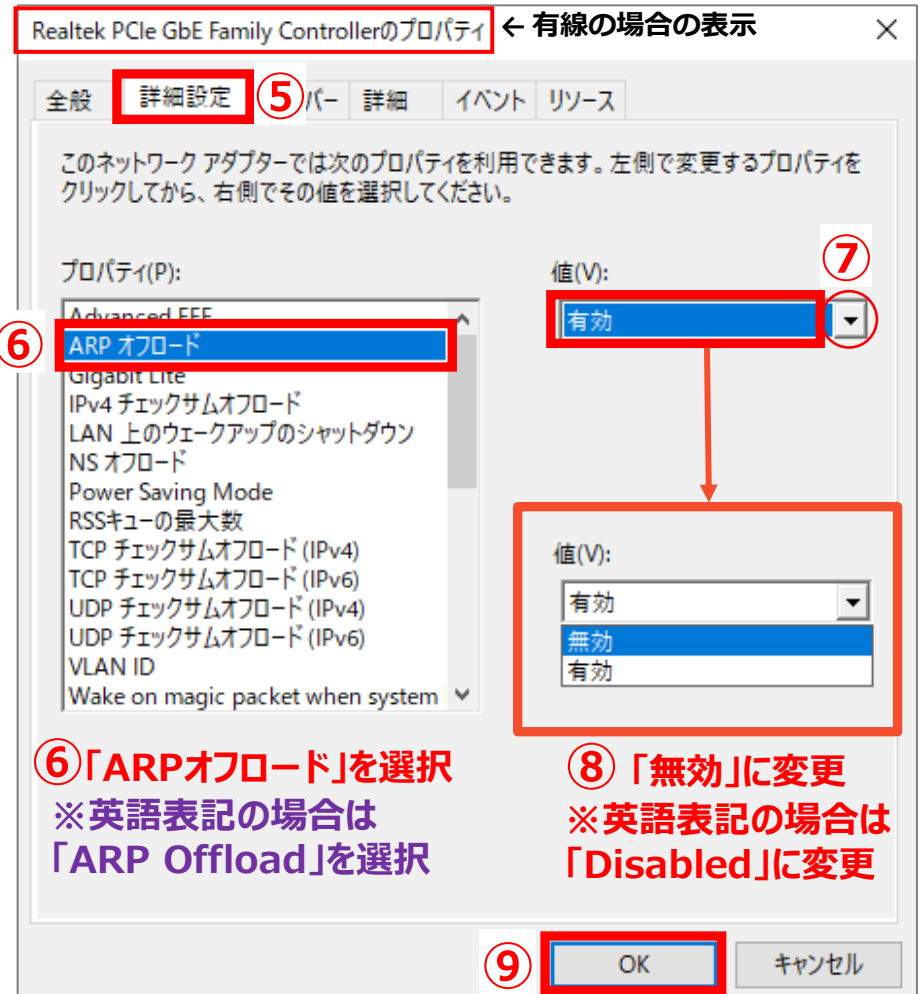 Realtek PCIe GbE Family Controllerのプロパティ ← 有線の場合の表示
全般 詳細設定 ⑤ バー 詳細 イベント リソース
このネットワーク アダプターでは次のプロパティを利用できます。左側で変更するプロパティを
クリックしてから、右側でその値を選択してください。
⑦
プロパティ(P):
値(V):
Advanced EEE
⑥ ARP オフロード
有効
Gigabit Lite
IPv4 チェックサムオフロード
LAN 上のウェークアップのシャットダウン
NS オフロード
Power Saving Mode
RSSキューの最大数
TCP チェックサムオフロード (IPv4)
TCP チェックサムオフロード (IPv6)
UDP チェックサムオフロード (IPv4)
UDP チェックサムオフロード (IPv6)
VLAN ID
Wake on magic packet when system
値(V):
有効
無効
有効
⑥「ARPオフロード」を選択
※英語表記の場合は
「ARP Offload」を選択
⑧「無効」に変更
※英語表記の場合は
「Disabled」に変更
⑨ OK キャンセル